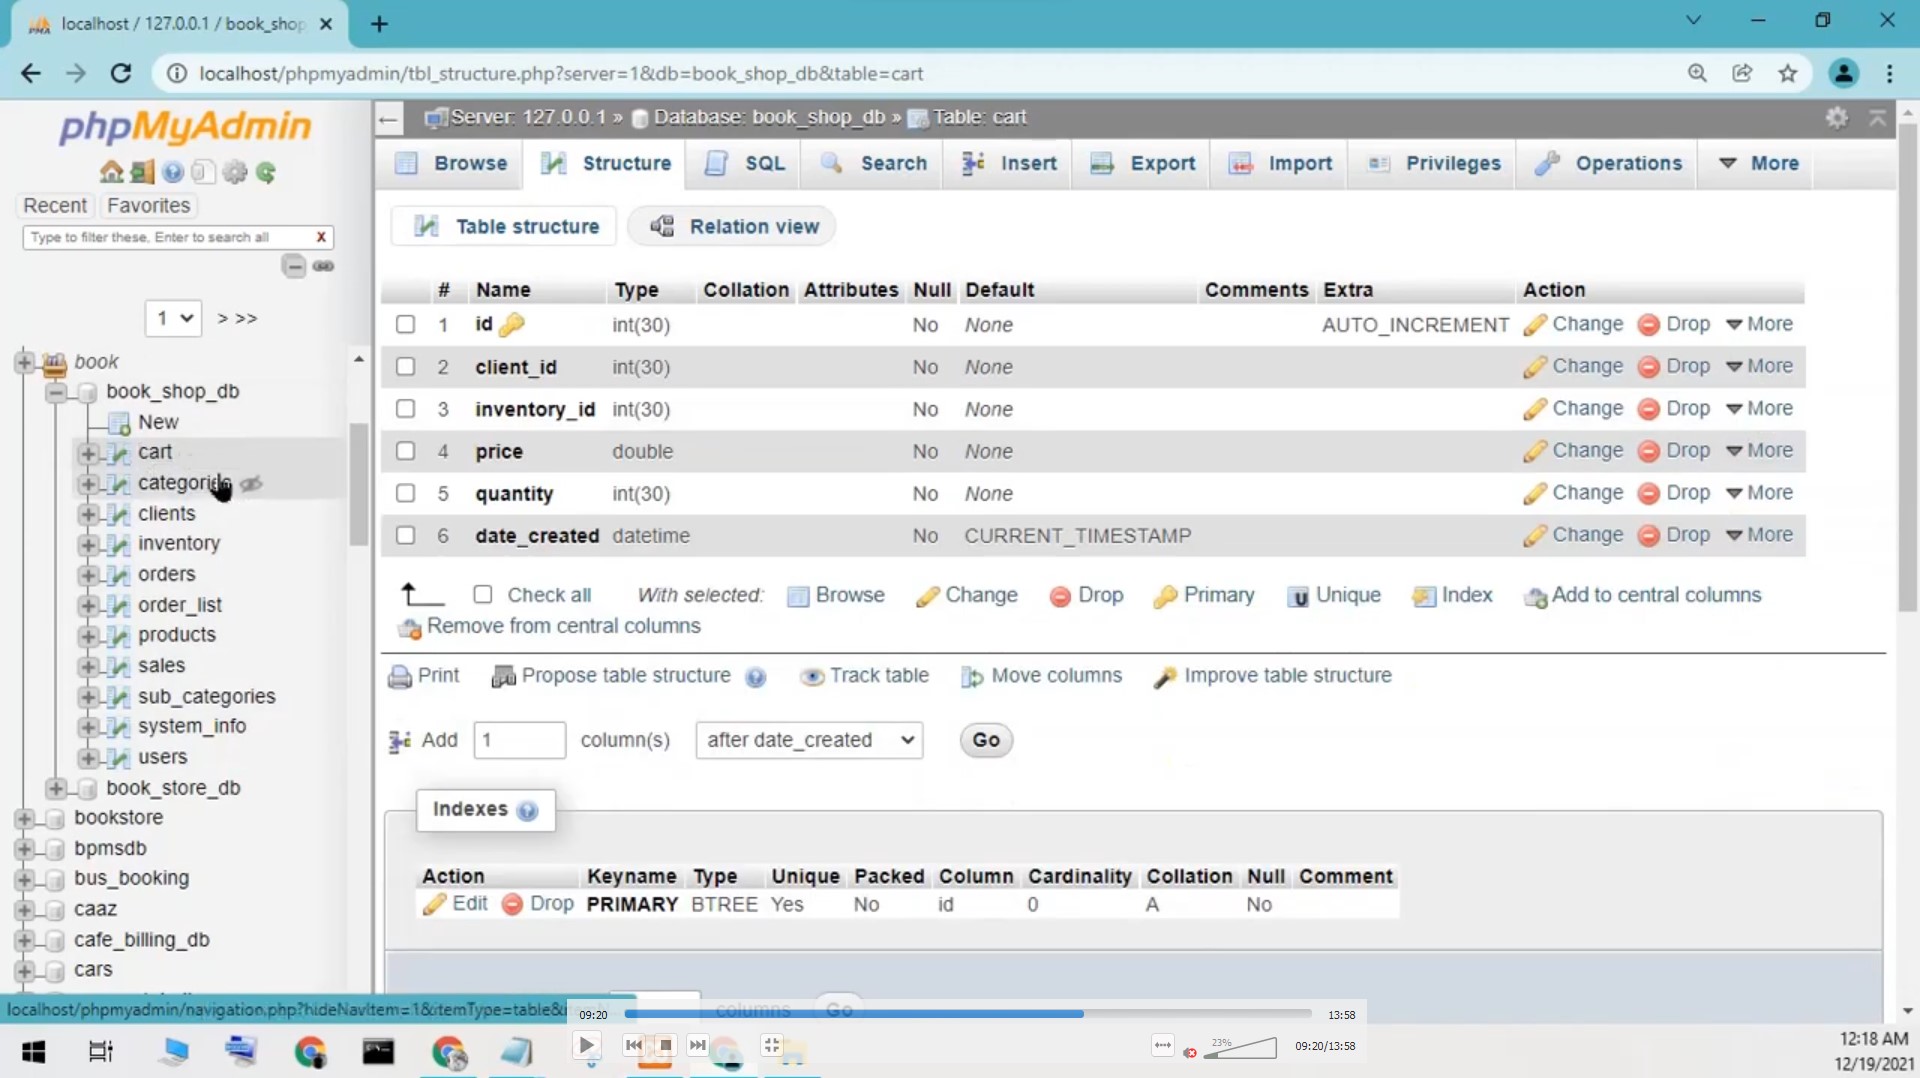 localhost / 127.0.0.1 / book_shop
localhost/phpmyadmin/tbl_structure.php?server=1&db=book_shop_db&table=cart
phpMyAdmin
Recent Favorites
Type to filter these, Enter to search all X
1 > >>
book
book_shop_db
New
cart
categories
clients
inventory
orders
order_list
products
sales
sub_categories
system_info
users
book_store_db
bookstore
bpmsdb
bus_booking
caaz
cafe_billing_db
cars
Server: 127.0.0.1 » Database: book_shop_db » Table: cart
Browse Structure SQL Search Insert Export Import Privileges Operations More
Table structure Relation view
# Name Type Collation Attributes Null Default Comments Extra Action
1 id int(30) No None AUTO_INCREMENT Change Drop More
2 client_id int(30) No None Change Drop More
3 inventory_id int(30) No None Change Drop More
4 price double No None Change Drop More
5 quantity int(30) No None Change Drop More
6 date_created datetime No CURRENT_TIMESTAMP Change Drop More
Check all With selected: Browse Change Drop Primary Unique Index Add to central columns
Remove from central columns
Print Propose table structure Track table Move columns Improve table structure
Add 1 column(s) after date_created Go
Indexes
Action Keyname Type Unique Packed Column Cardinality Collation Null Comment
Edit Drop PRIMARY BTREE Yes No id 0 A No
columns Go
localhost/phpmyadmin/navigation.php?hideNavItem=1&itemType=table&
09:20 13:58
23% 09:20/13:58
12:18 AM
12/19/2021